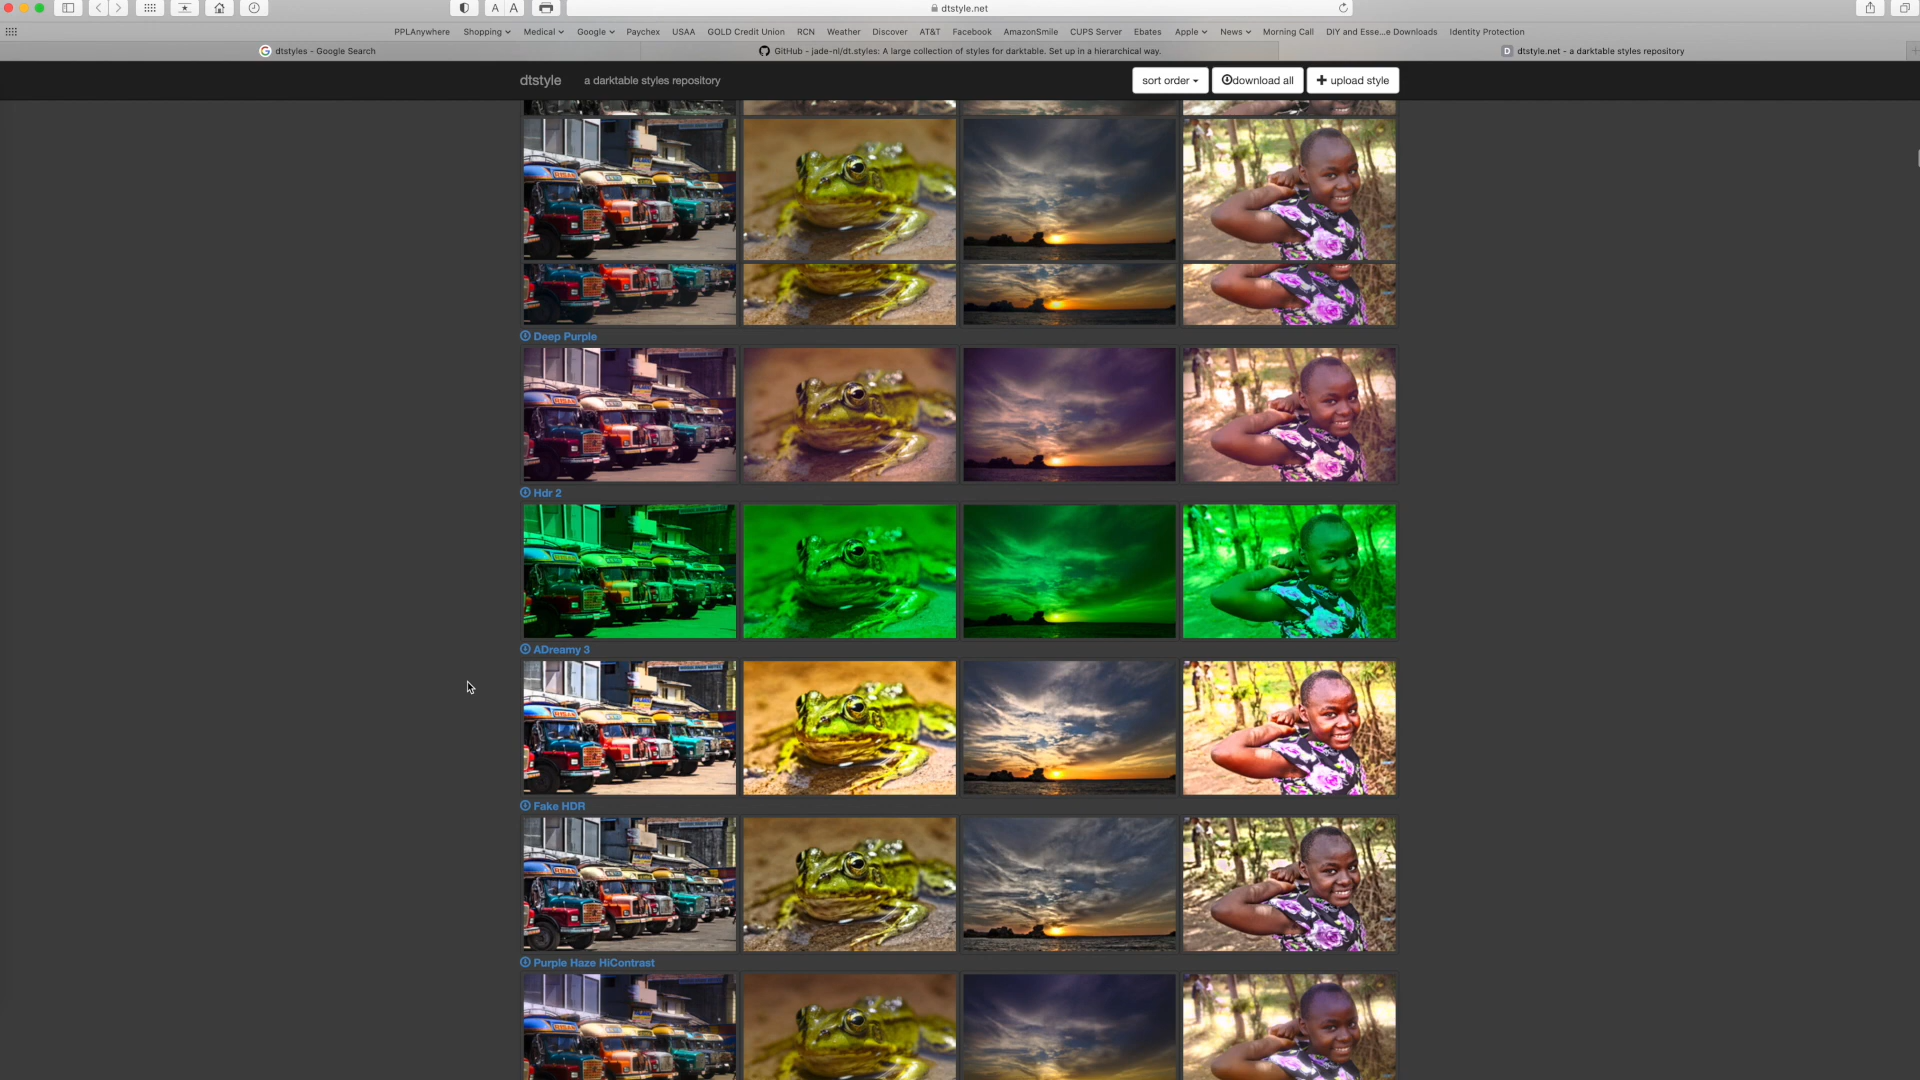 dtstyle.net
A A
PPLAnywhere Shopping Medical Google Paychex USAA GOLD Credit Union RCN Weather Discover AT&T Facebook AmazonSmile CUPS Server Ebates Apple News Morning Call DIY and Esse...e Downloads Identity Protection
dtstyles - Google Search
GitHub - jade-nl/dt.styles: A large collection of styles for darktable. Set up in a hierarchical way.
D dtstyle.net - a darktable styles repository
dtstyle a darktable styles repository sort order download all upload style
Deep Purple
Hdr 2
ADreamy 3
Fake HDR
Purple Haze HiContrast